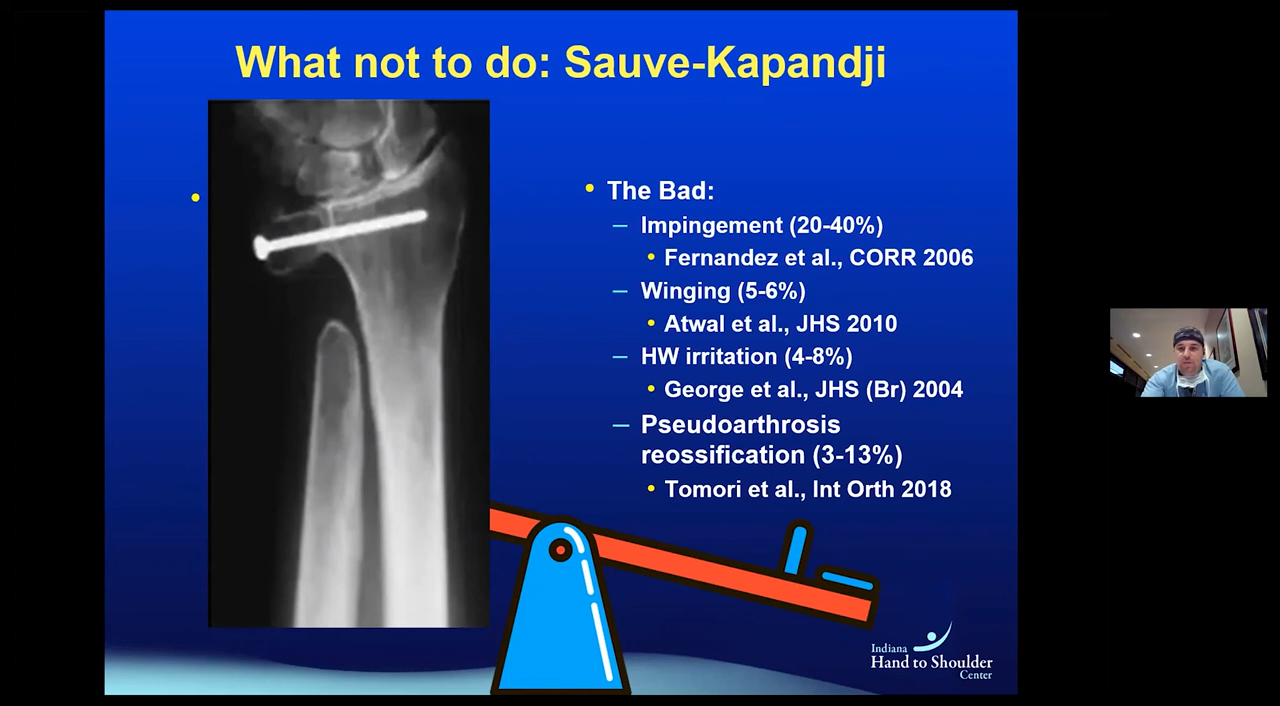 What not to do: Sauve-Kapandji
• The Bad:
– Impingement (20-40%)
• Fernandez et al., CORR 2006
– Winging (5-6%)
• Atwal et al., JHS 2010
– HW irritation (4-8%)
• George et al., JHS (Br) 2004
– Pseudoarthrosis
reossification (3-13%)
• Tomori et al., Int Orth 2018
Indiana
Hand to Shoulder
Center